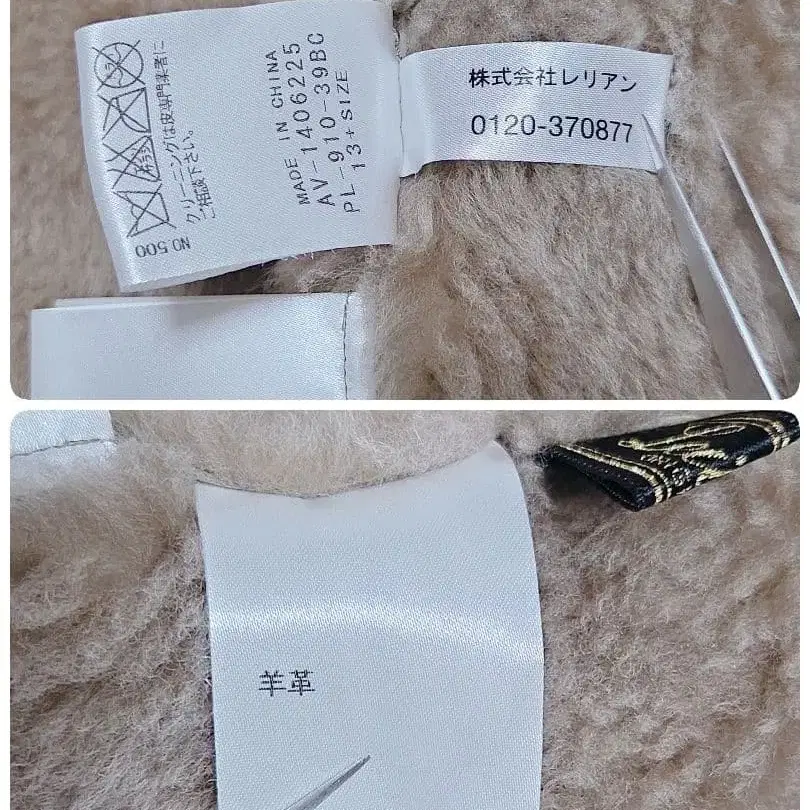 MADE IN CHINA
AV-1406225
PL-910-39BC
13+SIZE
クリーニングは皮専門業者に
ご相談下さい。
NO 500
株式会社レリアン
0120-370877
羊革